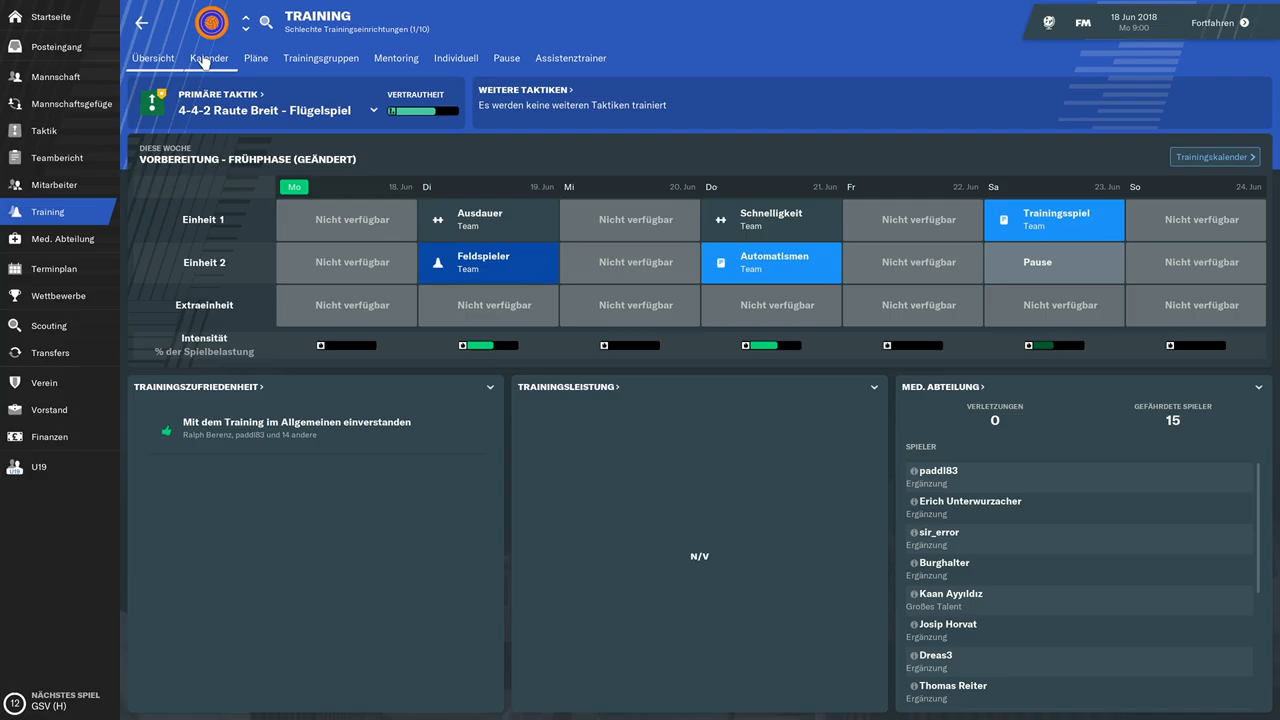 Startseite
Posteingang
Mannschaft
Mannschaftsgefüge
Taktik
Teambericht
Mitarbeiter
Training
Med. Abteilung
Terminplan
Wettbewerbe
Scouting
Transfers
Verein
Vorstand
Finanzen
U19
U19
12
NÄCHSTES SPIEL
GSV (H)
TRAINING
Schlechte Trainingseinrichtungen (1/10)
FM
18 Jun 2018
Mo 9:00
Fortfahren
Übersicht
Kalender
Pläne
Trainingsgruppen
Mentoring
Individuell
Pause
Assistenztrainer
PRIMÄRE TAKTIK >
4-4-2 Raute Breit - Flügelspiel
VERTRAUTHEIT
WEITERE TAKTIKEN >
Es werden keine weiteren Taktiken trainiert
DIESE WOCHE
VORBEREITUNG - FRÜHPHASE (GEÄNDERT)
Trainingskalender >
Mo 18. Jun Di 19. Jun Mi 20. Jun Do 21. Jun Fr 22. Jun Sa 23. Jun So 24. Jun
Einheit 1
Nicht verfügbar
Ausdauer
Team
Nicht verfügbar
Schnelligkeit
Team
Nicht verfügbar
Trainingsspiel
Team
Nicht verfügbar
Einheit 2
Nicht verfügbar
Feldspieler
Team
Nicht verfügbar
Automatismen
Team
Nicht verfügbar
Pause
Nicht verfügbar
Extraeinheit
Nicht verfügbar
Nicht verfügbar
Nicht verfügbar
Nicht verfügbar
Nicht verfügbar
Nicht verfügbar
Nicht verfügbar
Intensität
% der Spielbelastung
TRAININGSZUFRIEDENHEIT >
Mit dem Training im Allgemeinen einverstanden
Ralph Berenz, paddl83 und 14 andere
TRAININGSLEISTUNG >
N/V
MED. ABTEILUNG >
VERLETZUNGEN
0
GEFÄHRDETE SPIELER
15
SPIELER
paddl83
Ergänzung
Erich Unterwurzacher
Ergänzung
sir_error
Ergänzung
Burghalter
Ergänzung
Kaan Ayyıldız
Großes Talent
Josip Horvat
Ergänzung
Dreas3
Ergänzung
Thomas Reiter
Ergänzung